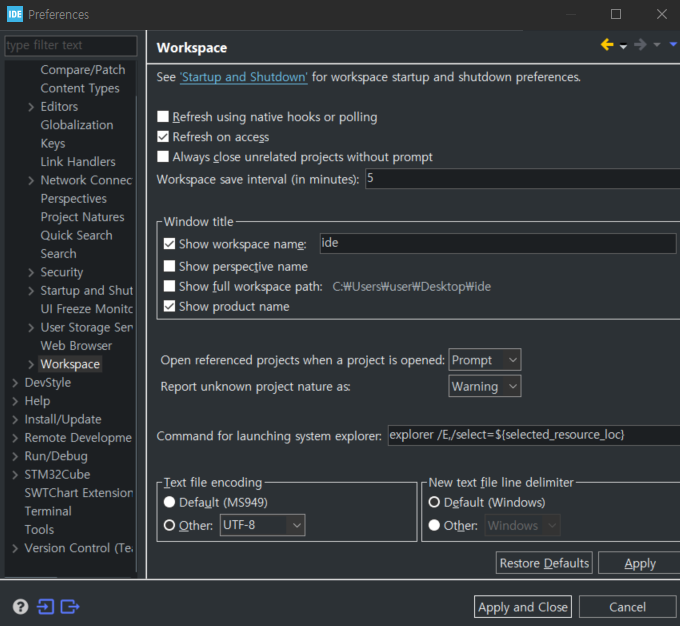 IDE Preferences
type filter text
Compare/Patch
Content Types
Editors
Globalization
Keys
Link Handlers
Network Connec
Perspectives
Project Natures
Quick Search
Search
Security
Startup and Shut
UI Freeze Monitc
User Storage Ser
Web Browser
Workspace
DevStyle
Help
Install/Update
Remote Developme
Run/Debug
STM32Cube
SWTChart Extension
Terminal
Tools
Version Control (Tea
Workspace
See 'Startup and Shutdown' for workspace startup and shutdown preferences.
Refresh using native hooks or polling
Refresh on access
Always close unrelated projects without prompt
Workspace save interval (in minutes): 5
Window title
Show workspace name: ide
Show perspective name
Show full workspace path: C:₩Users₩user₩Desktop₩ide
Show product name
Open referenced projects when a project is opened: Prompt
Report unknown project nature as: Warning
Command for launching system explorer: explorer /E,/select=${selected_resource_loc}
Text file encoding
Default (MS949)
Other: UTF-8
New text file line delimiter
Default (Windows)
Other: Windows
Restore Defaults Apply
? Apply and Close Cancel